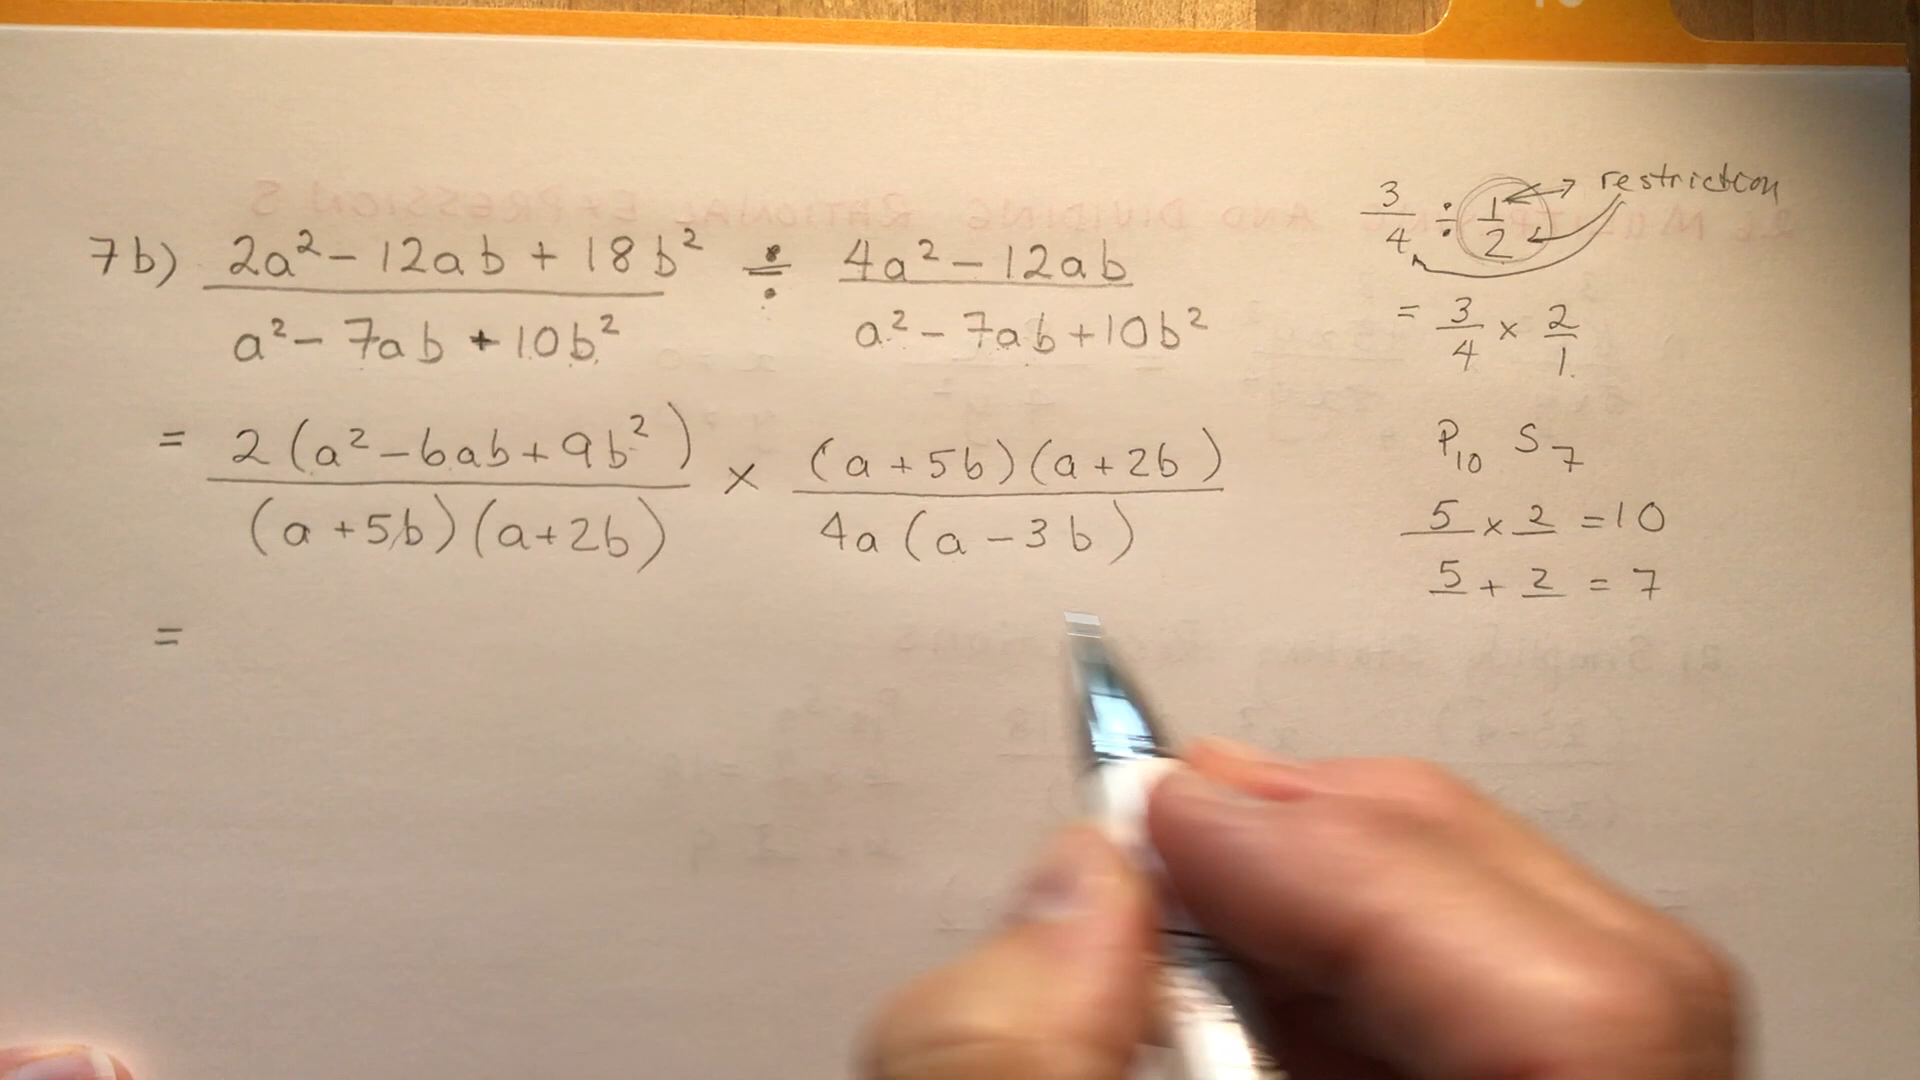 7b) 2a² - 12ab + 18b² / a² - 7ab + 10b² ÷ 4a² - 12ab / a² - 7ab + 10b²
= 2(a² - 6ab + 9b²) / (a + 5b)(a + 2b) × (a + 5b)(a + 2b) / 4a(a - 3b)
=
3/4 ÷ 1/2 restriction
= 3/4 × 2/1
P₁₀ S₇
5 × 2 = 10
5 + 2 = 7